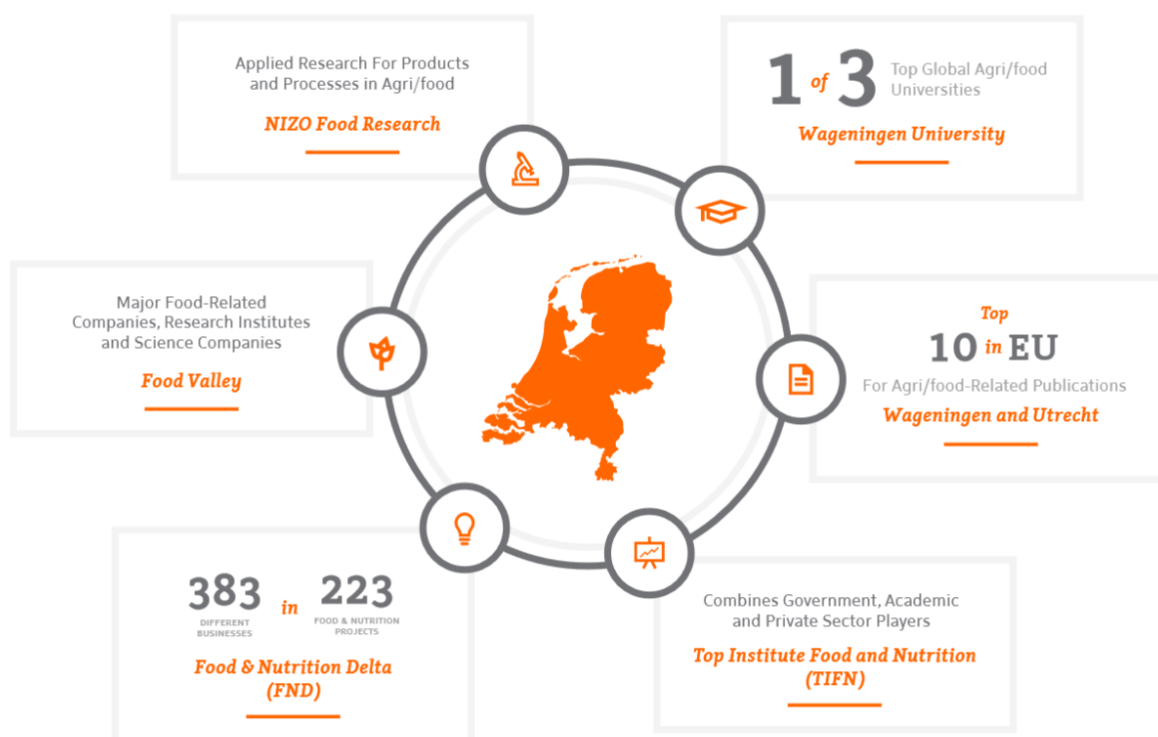 Applied Research For Products
and Processes in Agri/food
NIZO Food Research
1 of 3 Top Global Agri/food
Universities
Wageningen University
Major Food-Related
Companies, Research Institutes
and Science Companies
Food Valley
Top
10 in EU
For Agri/food-Related Publications
Wageningen and Utrecht
383 in 223
DIFFERENT
BUSINESSES
FOOD & NUTRITION
PROJECTS
Food & Nutrition Delta
(FND)
Combines Government, Academic
and Private Sector Players
Top Institute Food and Nutrition
(TIFN)